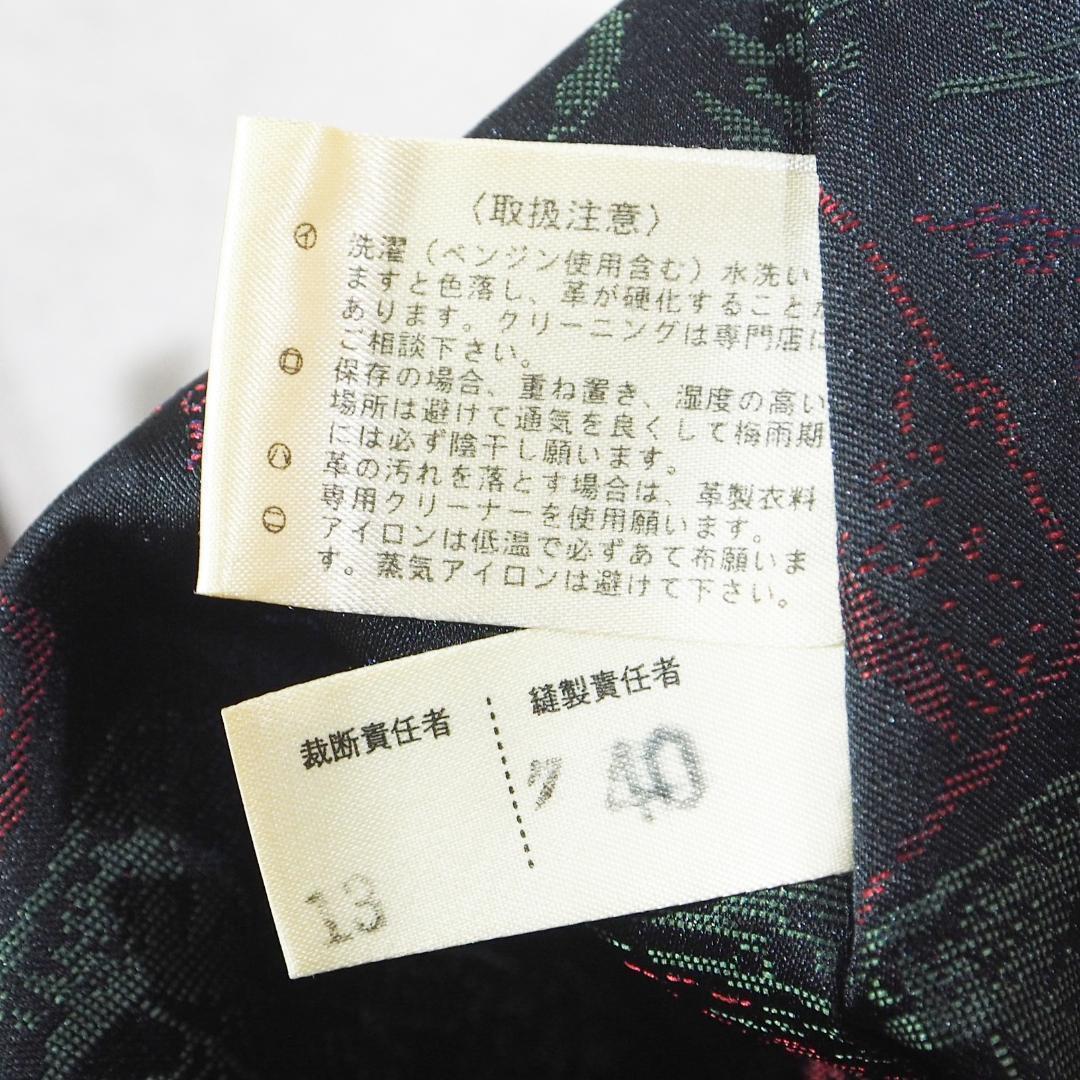 〈取扱注意〉
㋑ 洗濯（ベンジン使用含む）水洗い
ますと色落し、革が硬化すること
あります。クリーニングは専門店に
ご相談下さい。
㋺ 保存の場合、重ね置き、湿度の高い
場所は避けて通気を良くして梅雨期
には必ず陰干し願います。
㋩ 革の汚れを落とす場合は、革製衣料
専用クリーナーを使用願います。
㊁ アイロンは低温で必ずあて布願いま
す。蒸気アイロンは避けて下さい。
裁断責任者 縫製責任者
40
13